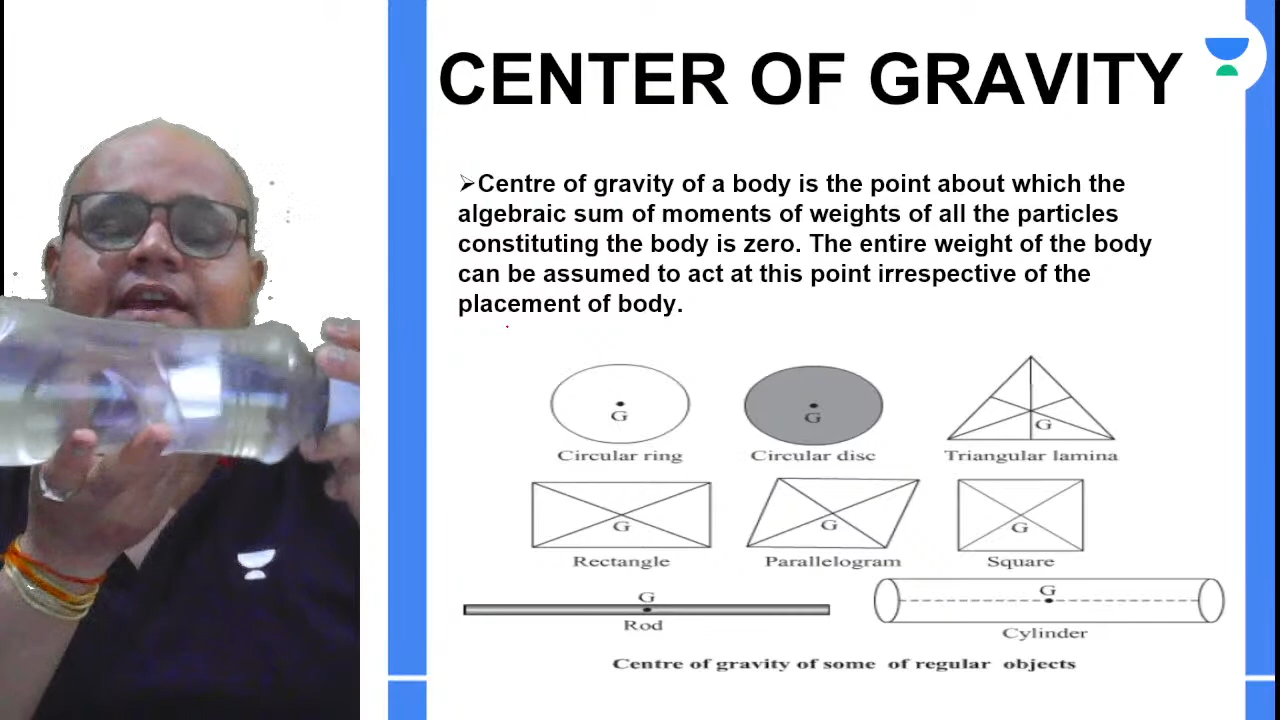 CENTER OF GRAVITY
➢Centre of gravity of a body is the point about which the
algebraic sum of moments of weights of all the particles
constituting the body is zero. The entire weight of the body
can be assumed to act at this point irrespective of the
placement of body.
G
G
G
Circular ring
Circular disc
Triangular lamina
G
G
G
Rectangle
Parallelogram
Square
G
G
Rod
Cylinder
Centre of gravity of some of regular objects